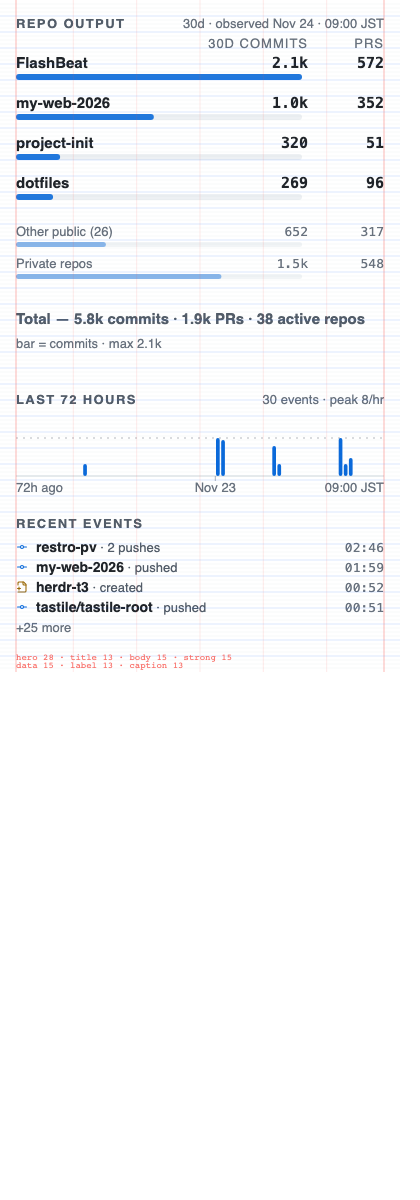 REPO OUTPUT 30d · observed Nov 24 · 09:00 JST
30D COMMITS PRS
FlashBeat 2.1k 572
my-web-2026 1.0k 352
project-init 320 51
dotfiles 269 96
Other public (26) 652 317
Private repos 1.5k 548
Total — 5.8k commits · 1.9k PRs · 38 active repos
bar = commits · max 2.1k
LAST 72 HOURS 30 events · peak 8/hr
72h ago Nov 23 09:00 JST
RECENT EVENTS
restro-pv · 2 pushes 02:46
my-web-2026 · pushed 01:59
herdr-t3 · created 00:52
tastile/tastile-root · pushed 00:51
+25 more
hero 28 · title 13 · body 15 · strong 15
data 15 · label 13 · caption 13